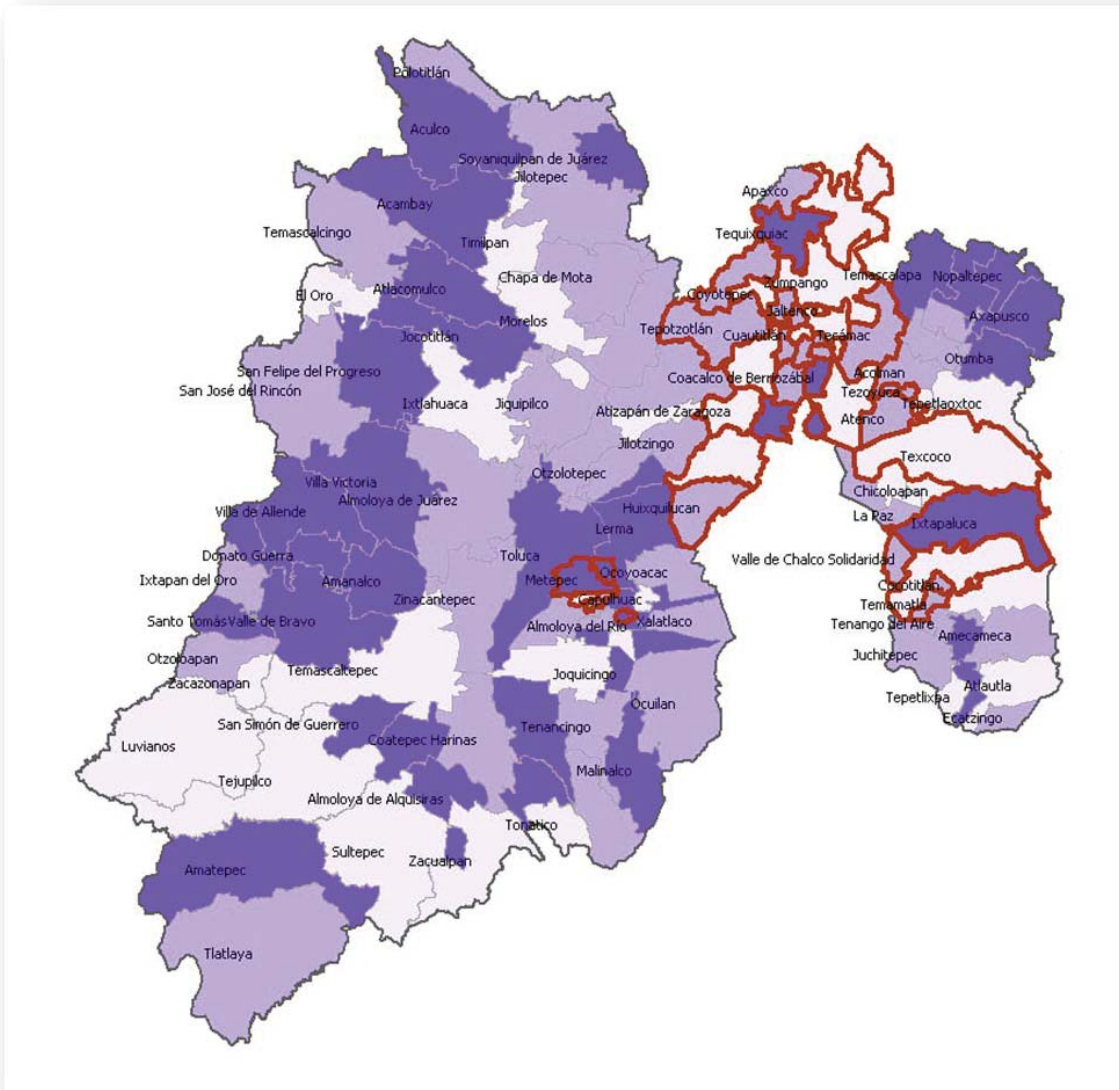 Polotitlán
Aculco
Soyaniquilpan de Juárez
Jilotepec
Apaxco
Acambay
Temascalcingo
Tequixquiac
Timilpan
Chapa de Mota
Zumpango
Temascalapa
Nopaltepec
El Oro
Atlacomulco
Coyotepec
Jaltenco
Axapusco
Morelos
Tepotzotlán
Cuautitlán
Tecámac
Jocotitlán
Otumba
San Felipe del Progreso
Coacalco de Berriozábal
Acolman
San José del Rincón
Tezoyuca
Ixtlahuaca
Jiquipilco
Atizapán de Zaragoza
Tepetlaoxtoc
Atenco
Jilotzingo
Texcoco
Otzolotepec
Villa Victoria
Chicoloapan
Almoloya de Juárez
Huixquilucan
Villa de Allende
La Paz
Ixtapaluca
Lerma
Donato Guerra
Toluca
Valle de Chalco Solidaridad
Ixtapan del Oro
Amanalco
Metepec
Ocoyoacac
Cocotitlán
Zinacantepec
Capulhuac
Temamatla
Santo Tomás
Valle de Bravo
Almoloya del Río
Xalatlaco
Tenango del Aire
Amecameca
Otzoloapan
Juchitepec
Temascaltepec
Joquicingo
Zacazonapan
Atlautla
Tepetlixpa
Ocuilan
Ecatzingo
San Simón de Guerrero
Tenancingo
Luvianos
Coatepec Harinas
Malinalco
Tejupilco
Almoloya de Alquisiras
Tonatico
Sultepec
Zacualpan
Amatepec
Tlatlaya